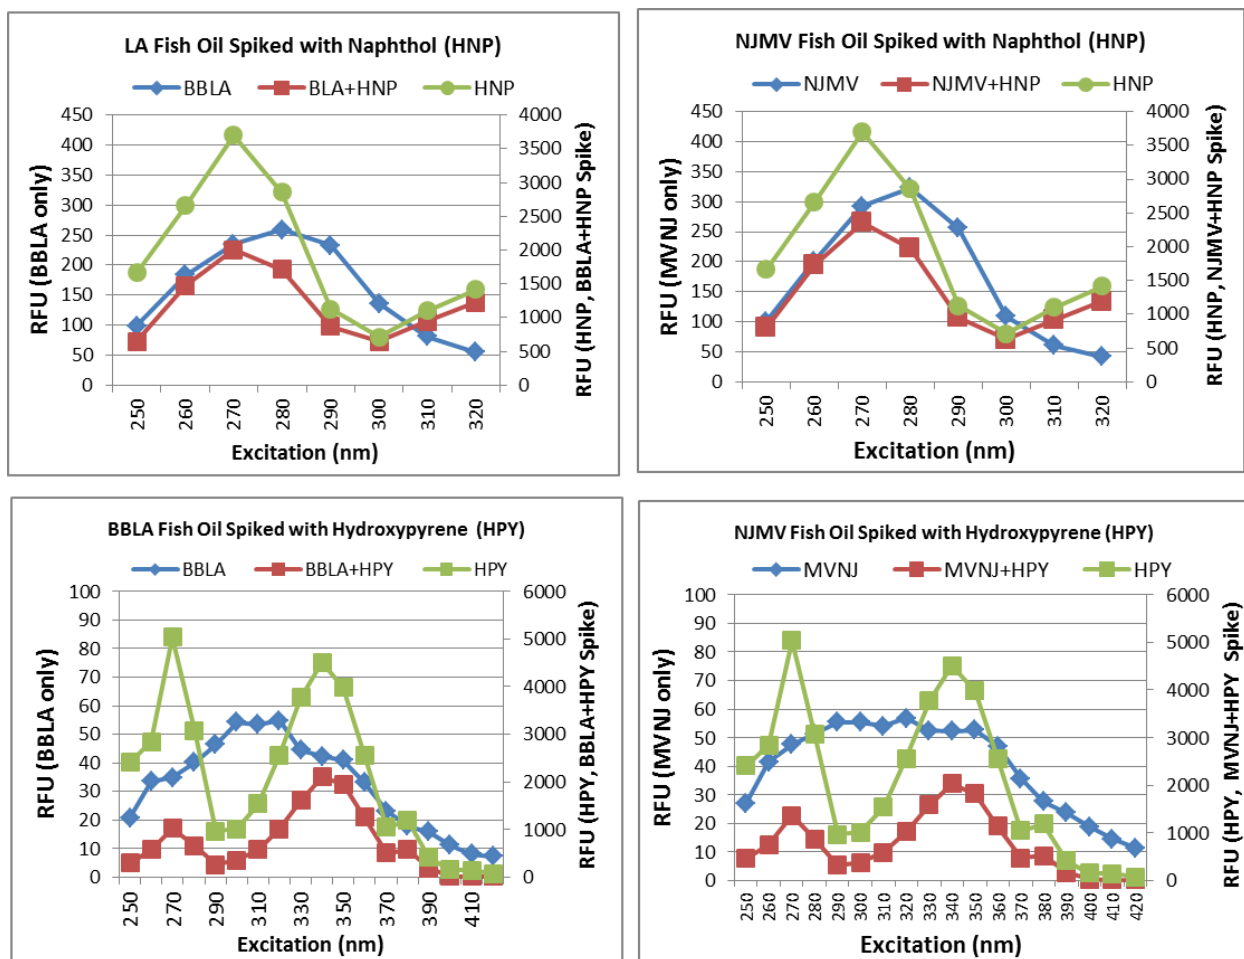 LA Fish Oil Spiked with Naphthol (HNP)
BBLA BLA+HNP HNP
450 400 350 300 250 200 150 100 50 0
4000 3500 3000 2500 2000 1500 1000 500 0
RFU (BBLA only)
RFU (HNP, BBLA+HNP Spike)
250 260 270 280 290 300 310 320
Excitation (nm)
NJMV Fish Oil Spiked with Naphthol (HNP)
NJMV NJMV+HNP HNP
450 400 350 300 250 200 150 100 50 0
4000 3500 3000 2500 2000 1500 1000 500 0
RFU (MVNJ only)
RFU (HNP, NJMV+HNP Spike)
250 260 270 280 290 300 310 320
Excitation (nm)
BBLA Fish Oil Spiked with Hydroxypyrene (HPY)
BBLA BBLA+HPY HPY
100 90 80 70 60 50 40 30 20 10 0
6000 5000 4000 3000 2000 1000 0
RFU (BBLA only)
RFU (HPY, BBLA+HPY Spike)
250 270 290 310 330 350 370 390 410
Excitation (nm)
NJMV Fish Oil Spiked with Hydroxypyrene (HPY)
MVNJ MVNJ+HPY HPY
100 90 80 70 60 50 40 30 20 10 0
6000 5000 4000 3000 2000 1000 0
RFU (MVNJ only)
RFU (HPY, MVNJ+HPY Spike)
250 260 270 280 290 300 310 320 330 340 350 360 370 380 390 400 410 420
Excitation (nm)